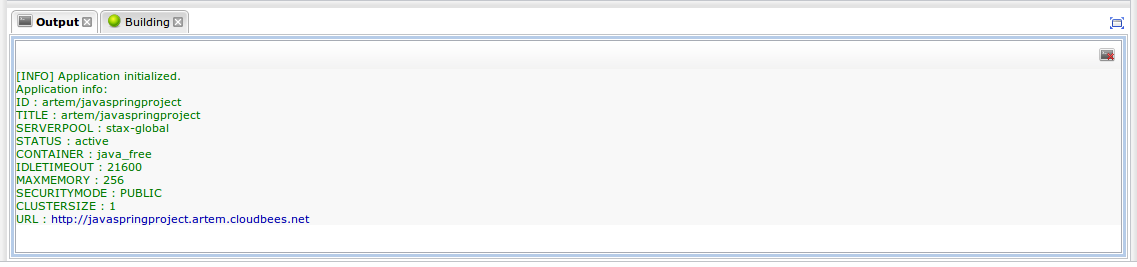 Output Building
[INFO] Application initialized.
Application info:
ID : artem/javaspringproject
TITLE : artem/javaspringproject
SERVERPOOL : stax-global
STATUS : active
CONTAINER : java_free
IDLETIMEOUT : 21600
MAXMEMORY : 256
SECURITYMODE : PUBLIC
CLUSTERSIZE : 1
URL : http://javaspringproject.artem.cloudbees.net